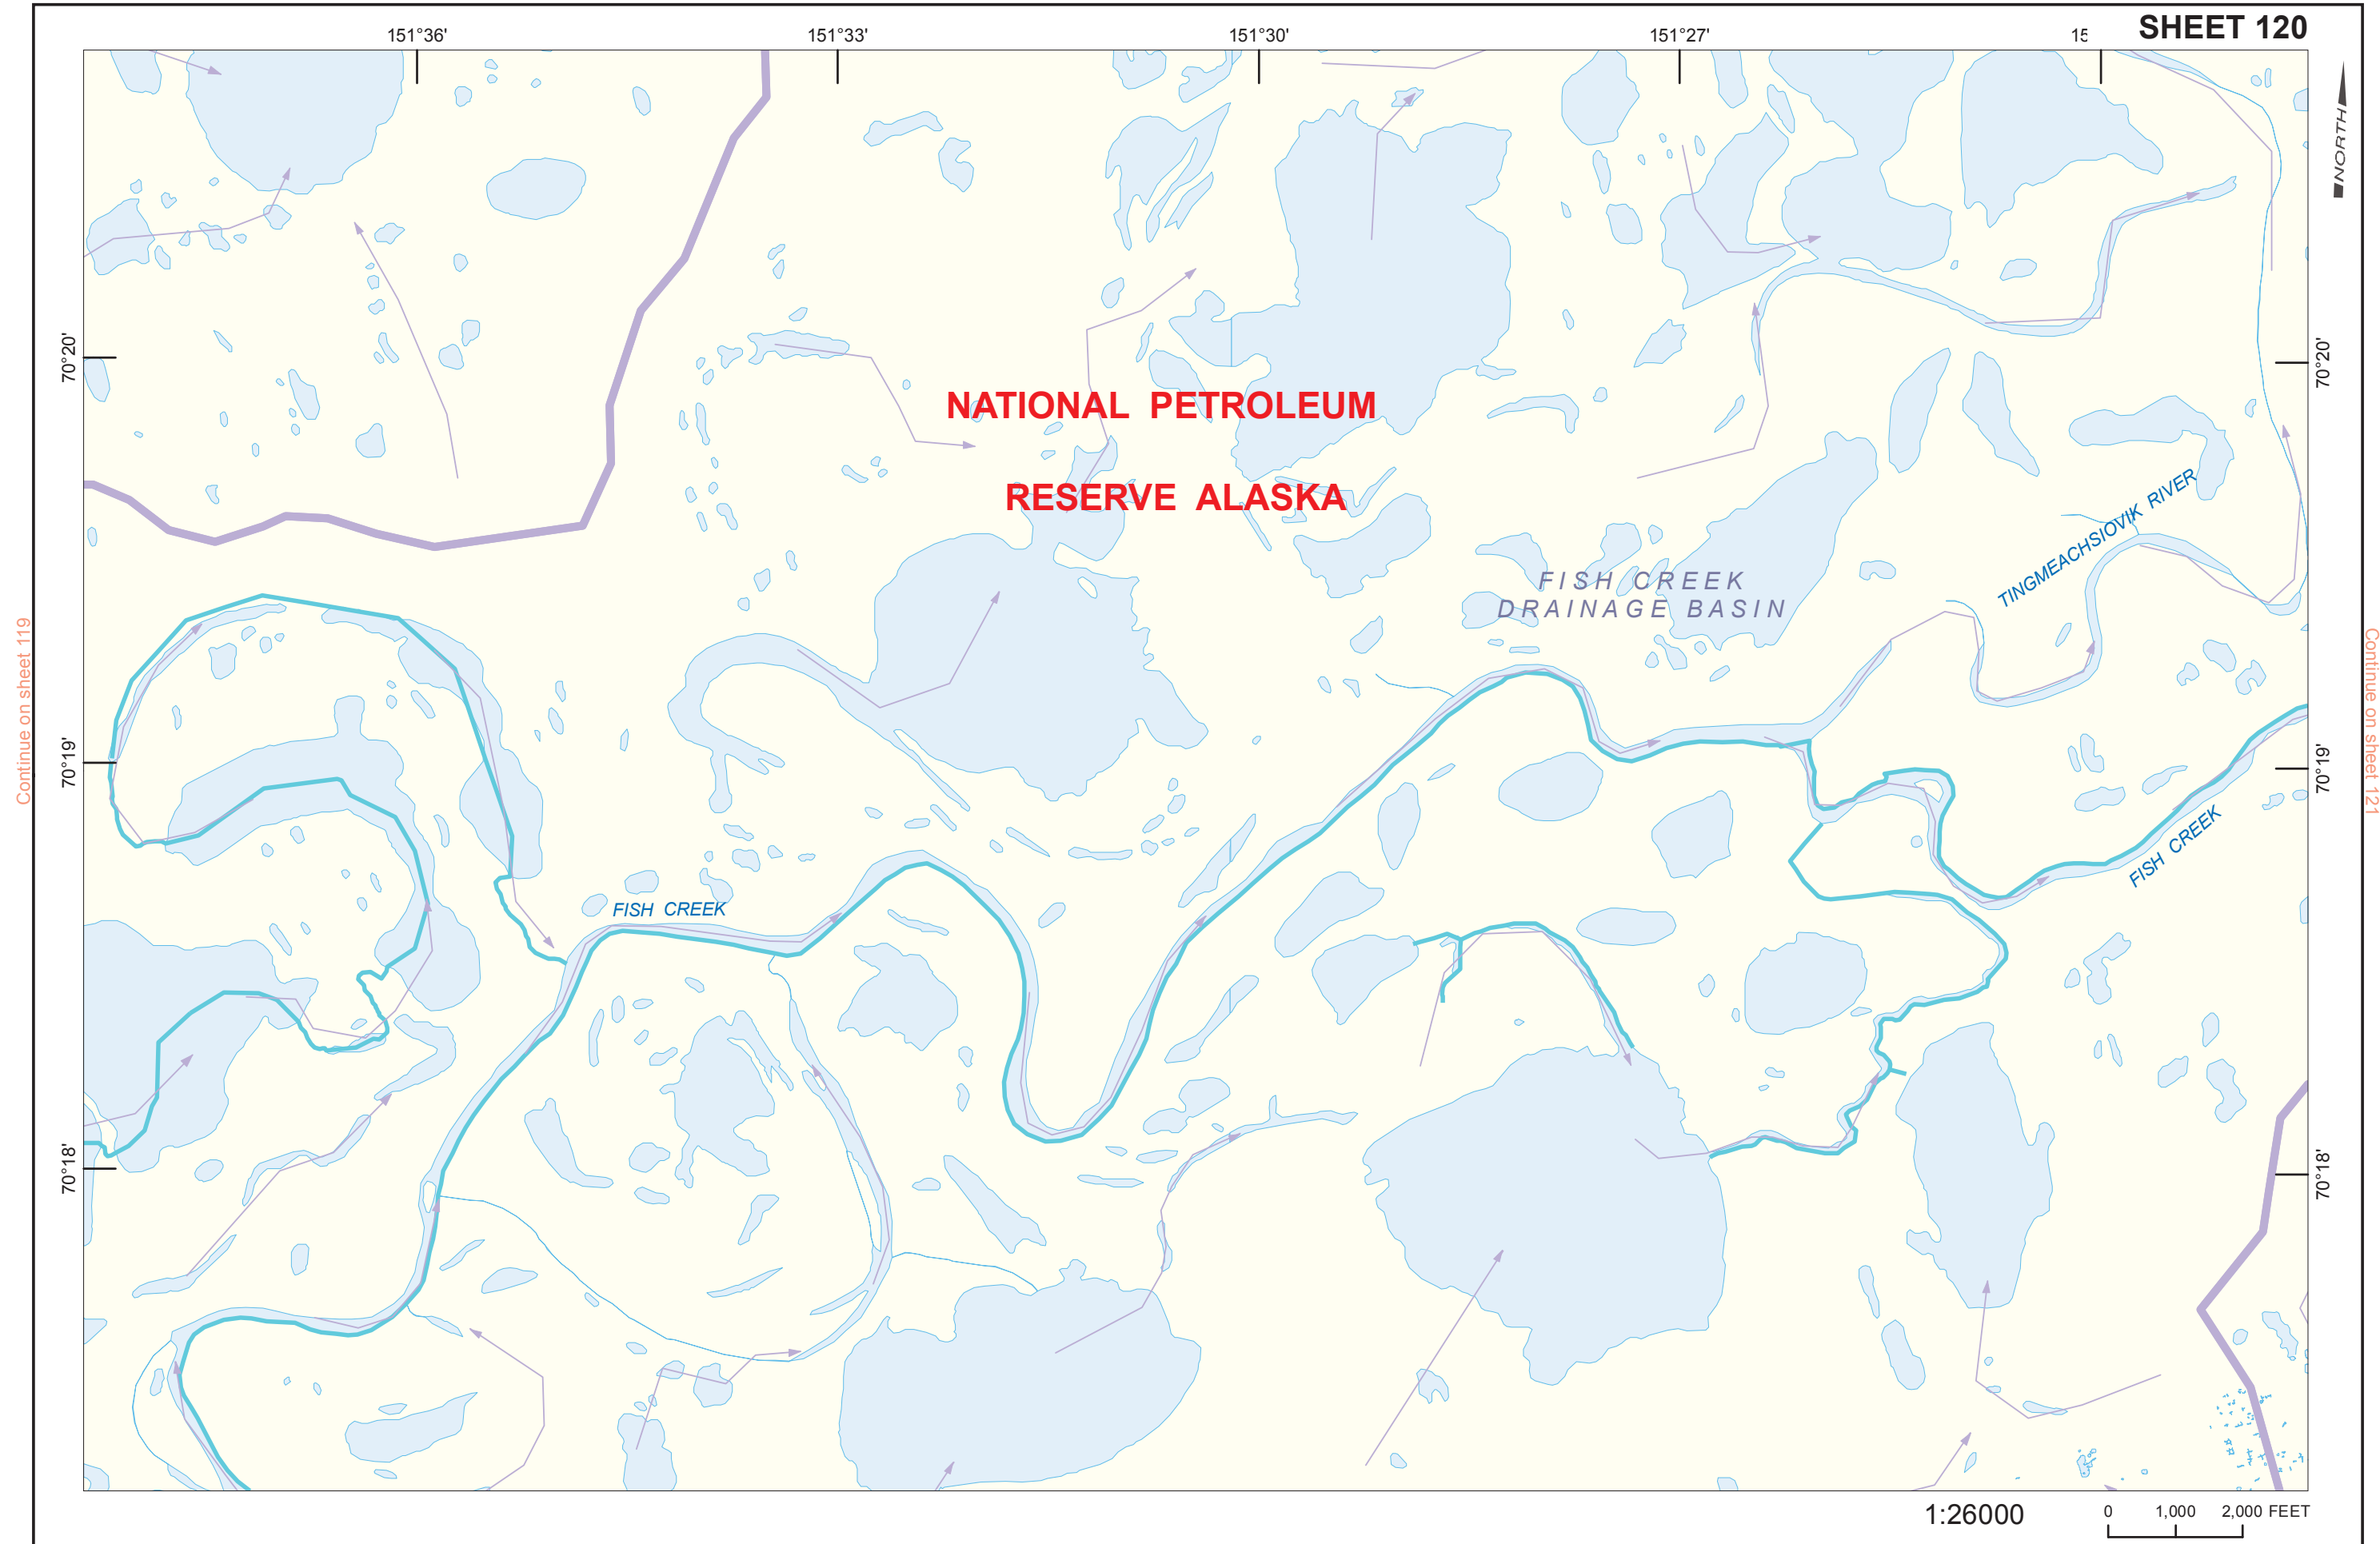 SHEET 120
151°36'
151°33'
151°30'
151°27'
15
NORTH
70°20'
70°20'
NATIONAL PETROLEUM
RESERVE ALASKA
TINGMEACHSIOVIK RIVER
FISH CREEK
DRAINAGE BASIN
Continue on sheet 119
Continue on sheet 121
70°19'
70°19'
FISH CREEK
FISH CREEK
70°18'
70°18'
1:26000
0 1,000 2,000 FEET